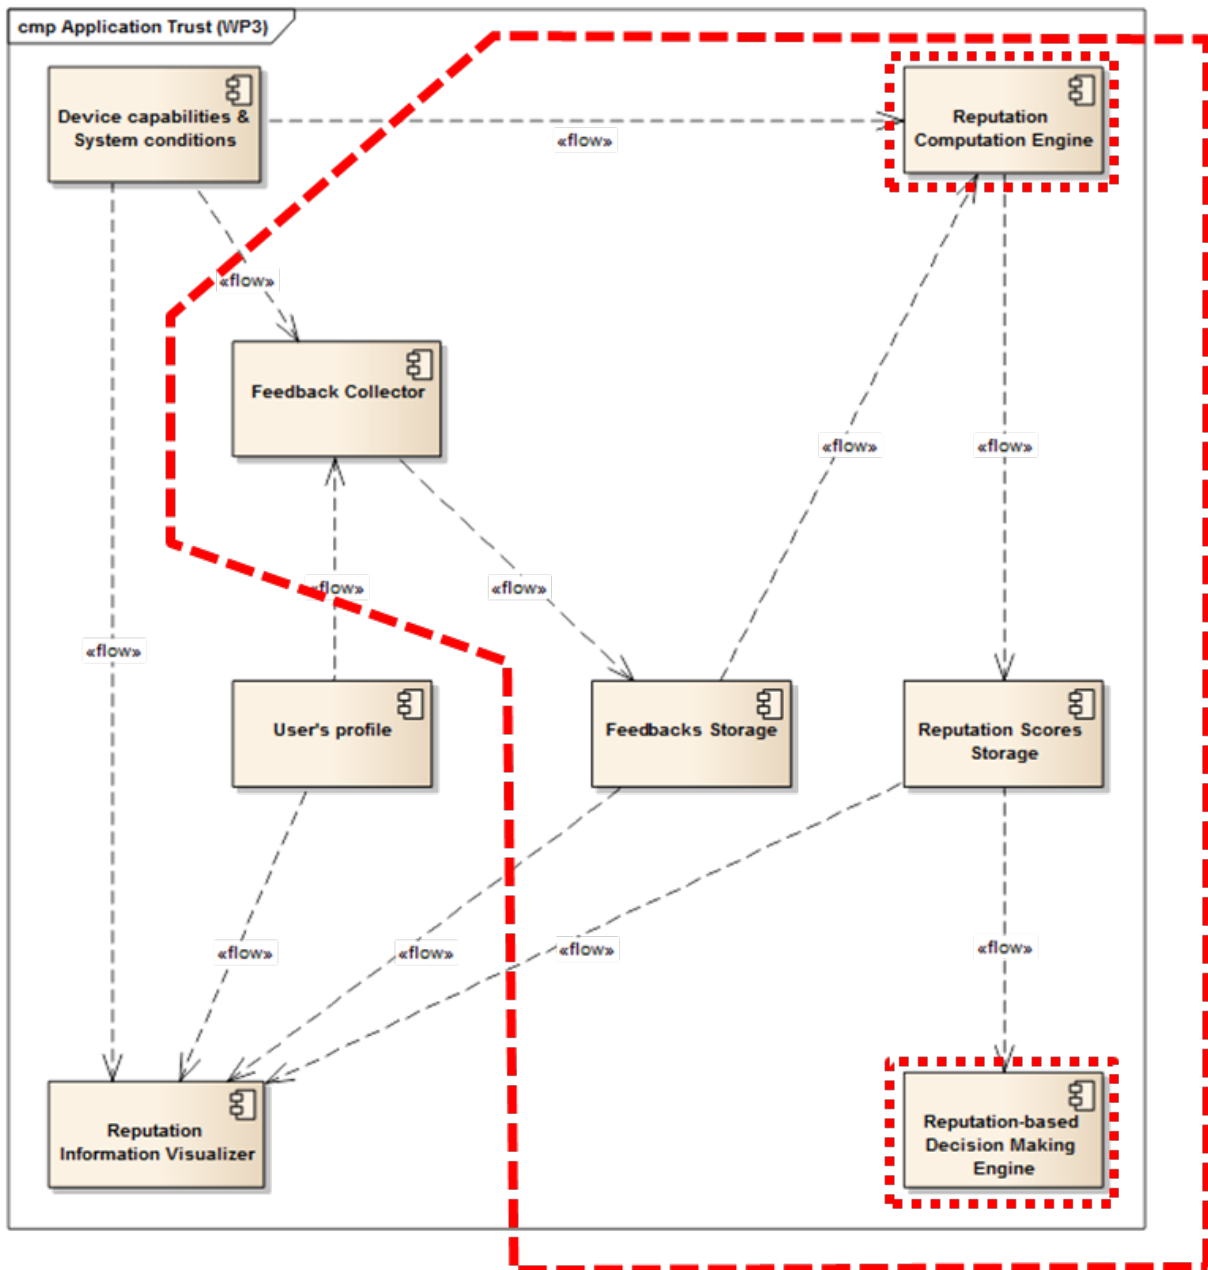 cmp Application Trust (WP3)
Device capabilities &
System conditions
Reputation
Computation Engine
«flow»
«flow»
Feedback Collector
«flow»
«flow»
«flow»
«flow»
«flow»
User's profile
Feedbacks Storage
Reputation Scores
Storage
«flow»
«flow»
«flow»
«flow»
Reputation
Information Visualizer
Reputation-based
Decision Making
Engine